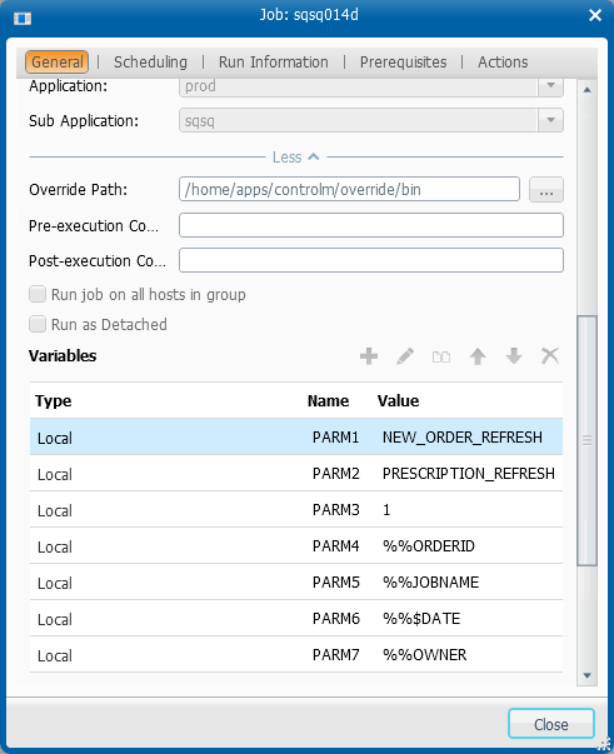 Job: sqsq014d
General | Scheduling | Run Information | Prerequisites | Actions
Application: prod
Sub Application: sqsq
Less
Override Path: /home/apps/controlm/override/bin ...
Pre-execution Co...
Post-execution Co...
Run job on all hosts in group
Run as Detached
Variables
Type Name Value
Local PARM1 NEW_ORDER_REFRESH
Local PARM2 PRESCRIPTION_REFRESH
Local PARM3 1
Local PARM4 %%ORDERID
Local PARM5 %%JOBNAME
Local PARM6 %%$DATE
Local PARM7 %%OWNER
Close